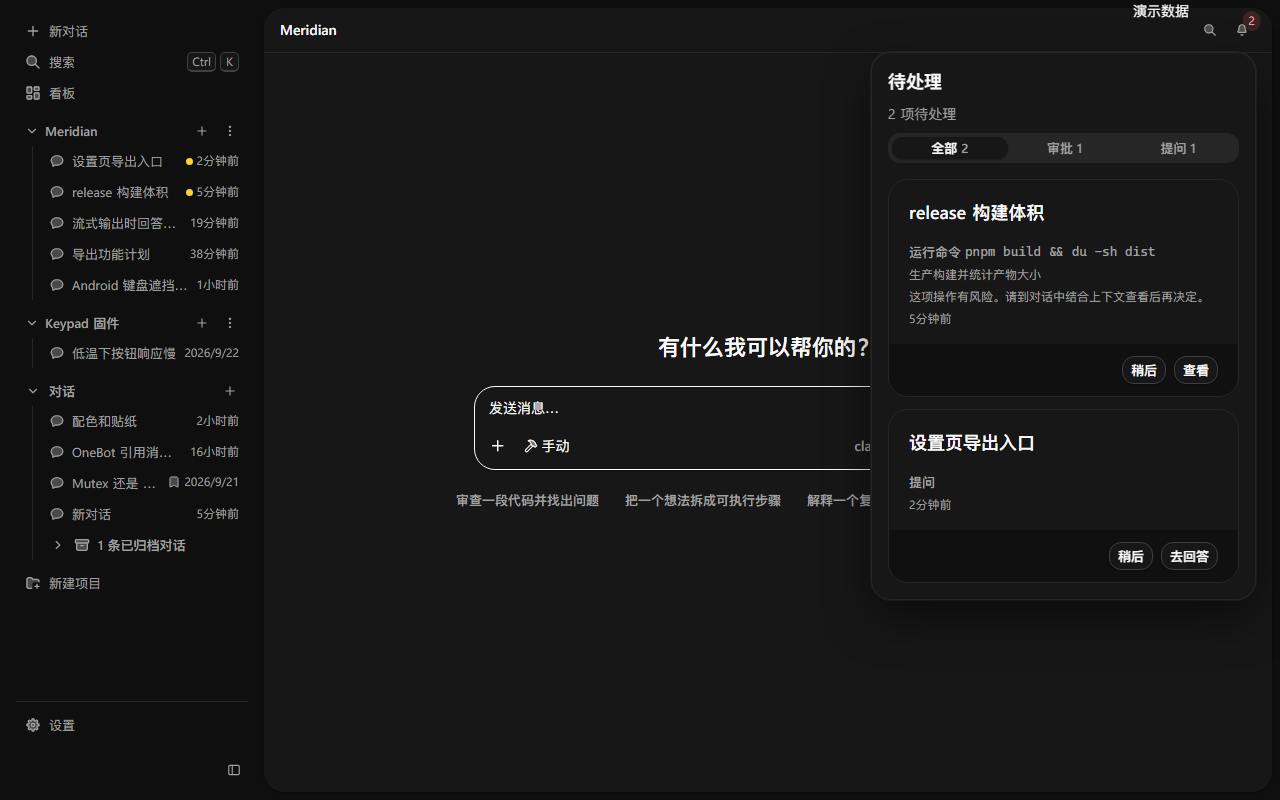 新对话
搜索 Ctrl K
看板
Meridian
设置页导出入口 2分钟前
release 构建体积 5分钟前
流式输出时回答… 19分钟前
导出功能计划 38分钟前
Android 键盘遮挡… 1小时前
Keypad 固件
低温下按钮响应慢 2026/9/22
对话
配色和贴纸 2小时前
OneBot 引用消… 16小时前
Mutex 还是 … 2026/9/21
新对话 5分钟前
1 条已归档对话
新建项目
设置
Meridian
演示数据
2
有什么我可以帮你的?
发送消息…
手动 cla
审查一段代码并找出问题 把一个想法拆成可执行步骤 解释一个复
待处理
2 项待处理
全部 2 审批 1 提问 1
release 构建体积
运行命令 pnpm build && du -sh dist
生产构建并统计产物大小
这项操作有风险。请到对话中结合上下文查看后再决定。
5分钟前
稍后 查看
设置页导出入口
提问
2分钟前
稍后 去回答